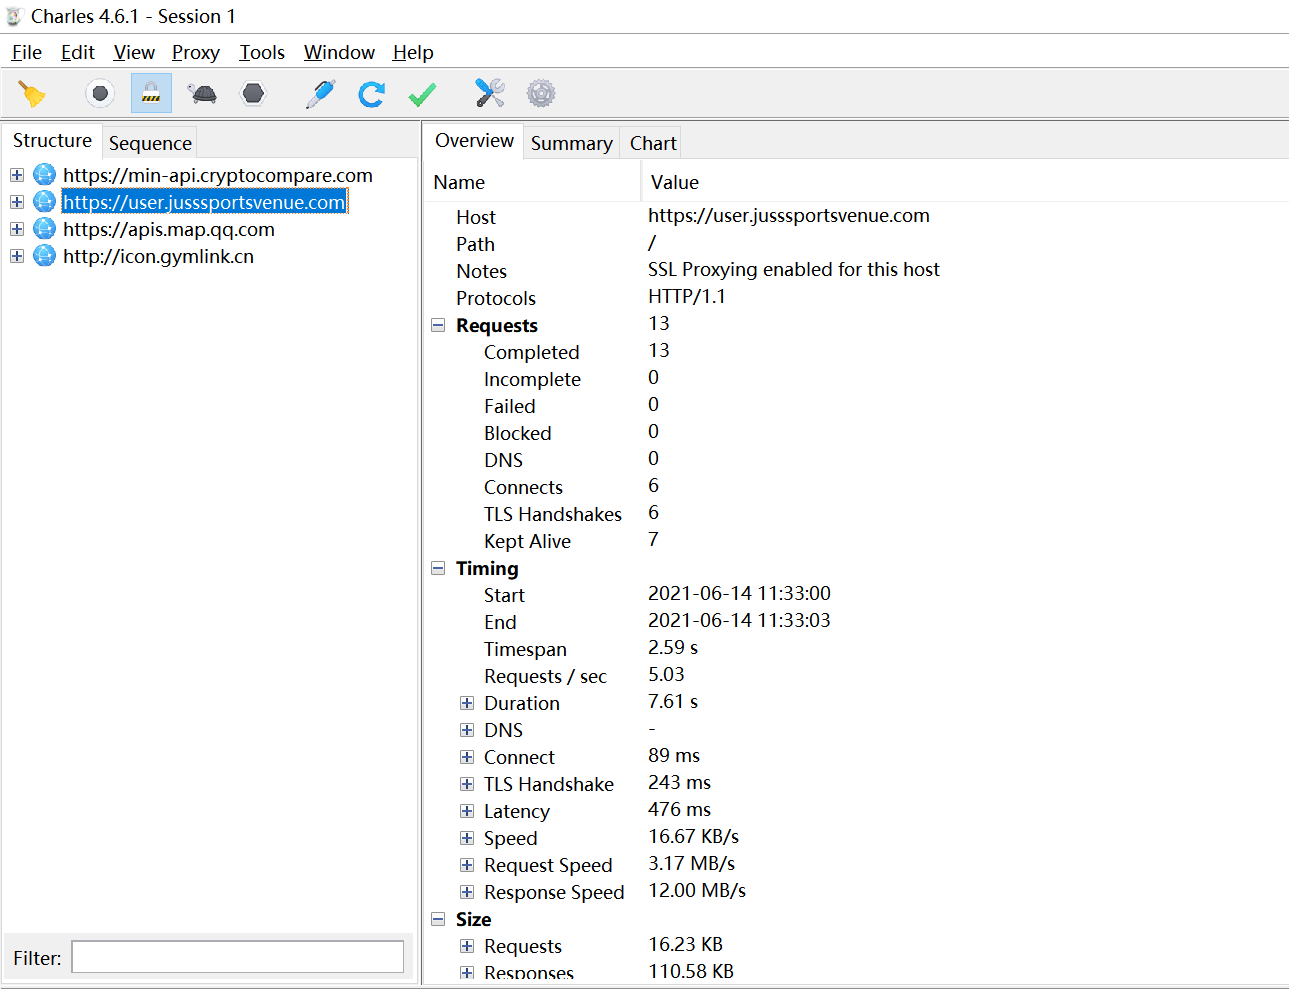 Charles 4.6.1 - Session 1
File Edit View Proxy Tools Window Help
Structure Sequence
https://min-api.cryptocompare.com
https://user.jusssportsvenue.com
https://apis.map.qq.com
http://icon.gymlink.cn
Filter:
Overview Summary Chart
Name Value
Host https://user.jusssportsvenue.com
Path /
Notes SSL Proxying enabled for this host
Protocols HTTP/1.1
Requests 13
Completed 13
Incomplete 0
Failed 0
Blocked 0
DNS 0
Connects 6
TLS Handshakes 6
Kept Alive 7
Timing
Start 2021-06-14 11:33:00
End 2021-06-14 11:33:03
Timespan 2.59 s
Requests / sec 5.03
Duration 7.61 s
DNS -
Connect 89 ms
TLS Handshake 243 ms
Latency 476 ms
Speed 16.67 KB/s
Request Speed 3.17 MB/s
Response Speed 12.00 MB/s
Size
Requests 16.23 KB
Responses 110.58 KB